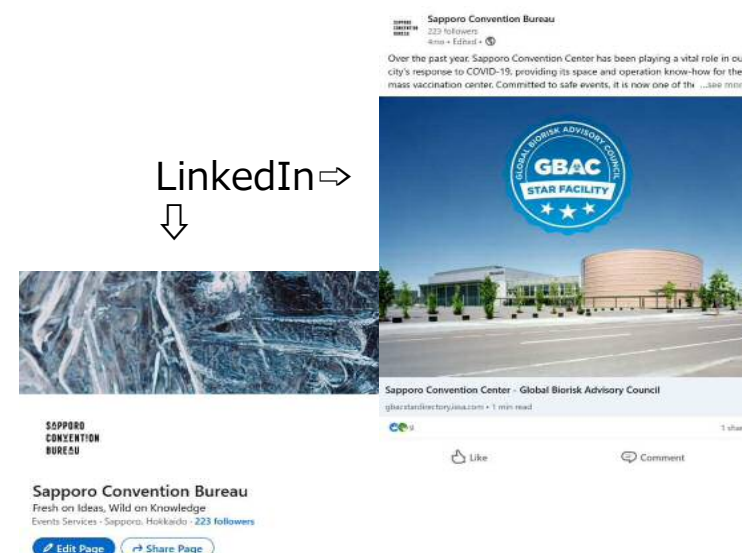 LinkedIn⇨
⇩
SAPPORO
CONVENTION
BUREAU
Sapporo Convention Bureau
223 followers
4mo • Edited •
Over the past year, Sapporo Convention Center has been playing a vital role in ou
city's response to COVID-19, providing its space and operation know-how for the
mass vaccination center. Committed to safe events, it is now one of the ...see mor
GLOBAL BIORISK ADVISORY COUNCIL
GBAC
STAR FACILITY
Sapporo Convention Center - Global Biorisk Advisory Council
gbacstardirectory.issa.com • 1 min read
9
1 shar
Like
Comment
SAPPORO
CONVENTION
BUREAU
Sapporo Convention Bureau
Fresh on Ideas, Wild on Knowledge
Events Services · Sapporo, Hokkaido · 223 followers
Edit Page
Share Page